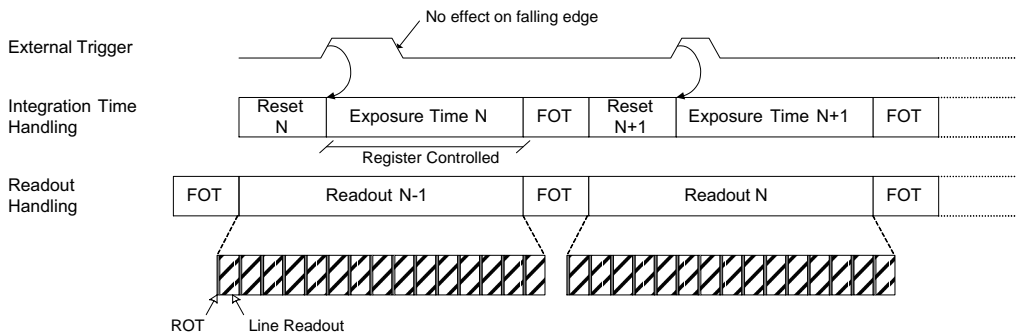 No effect on falling edge
External Trigger
Integration Time
Handling
Reset
N
Exposure Time N
FOT
Reset
N+1
Exposure Time N+1
FOT
Register Controlled
Readout
Handling
FOT
Readout N-1
FOT
Readout N
FOT
ROT
Line Readout